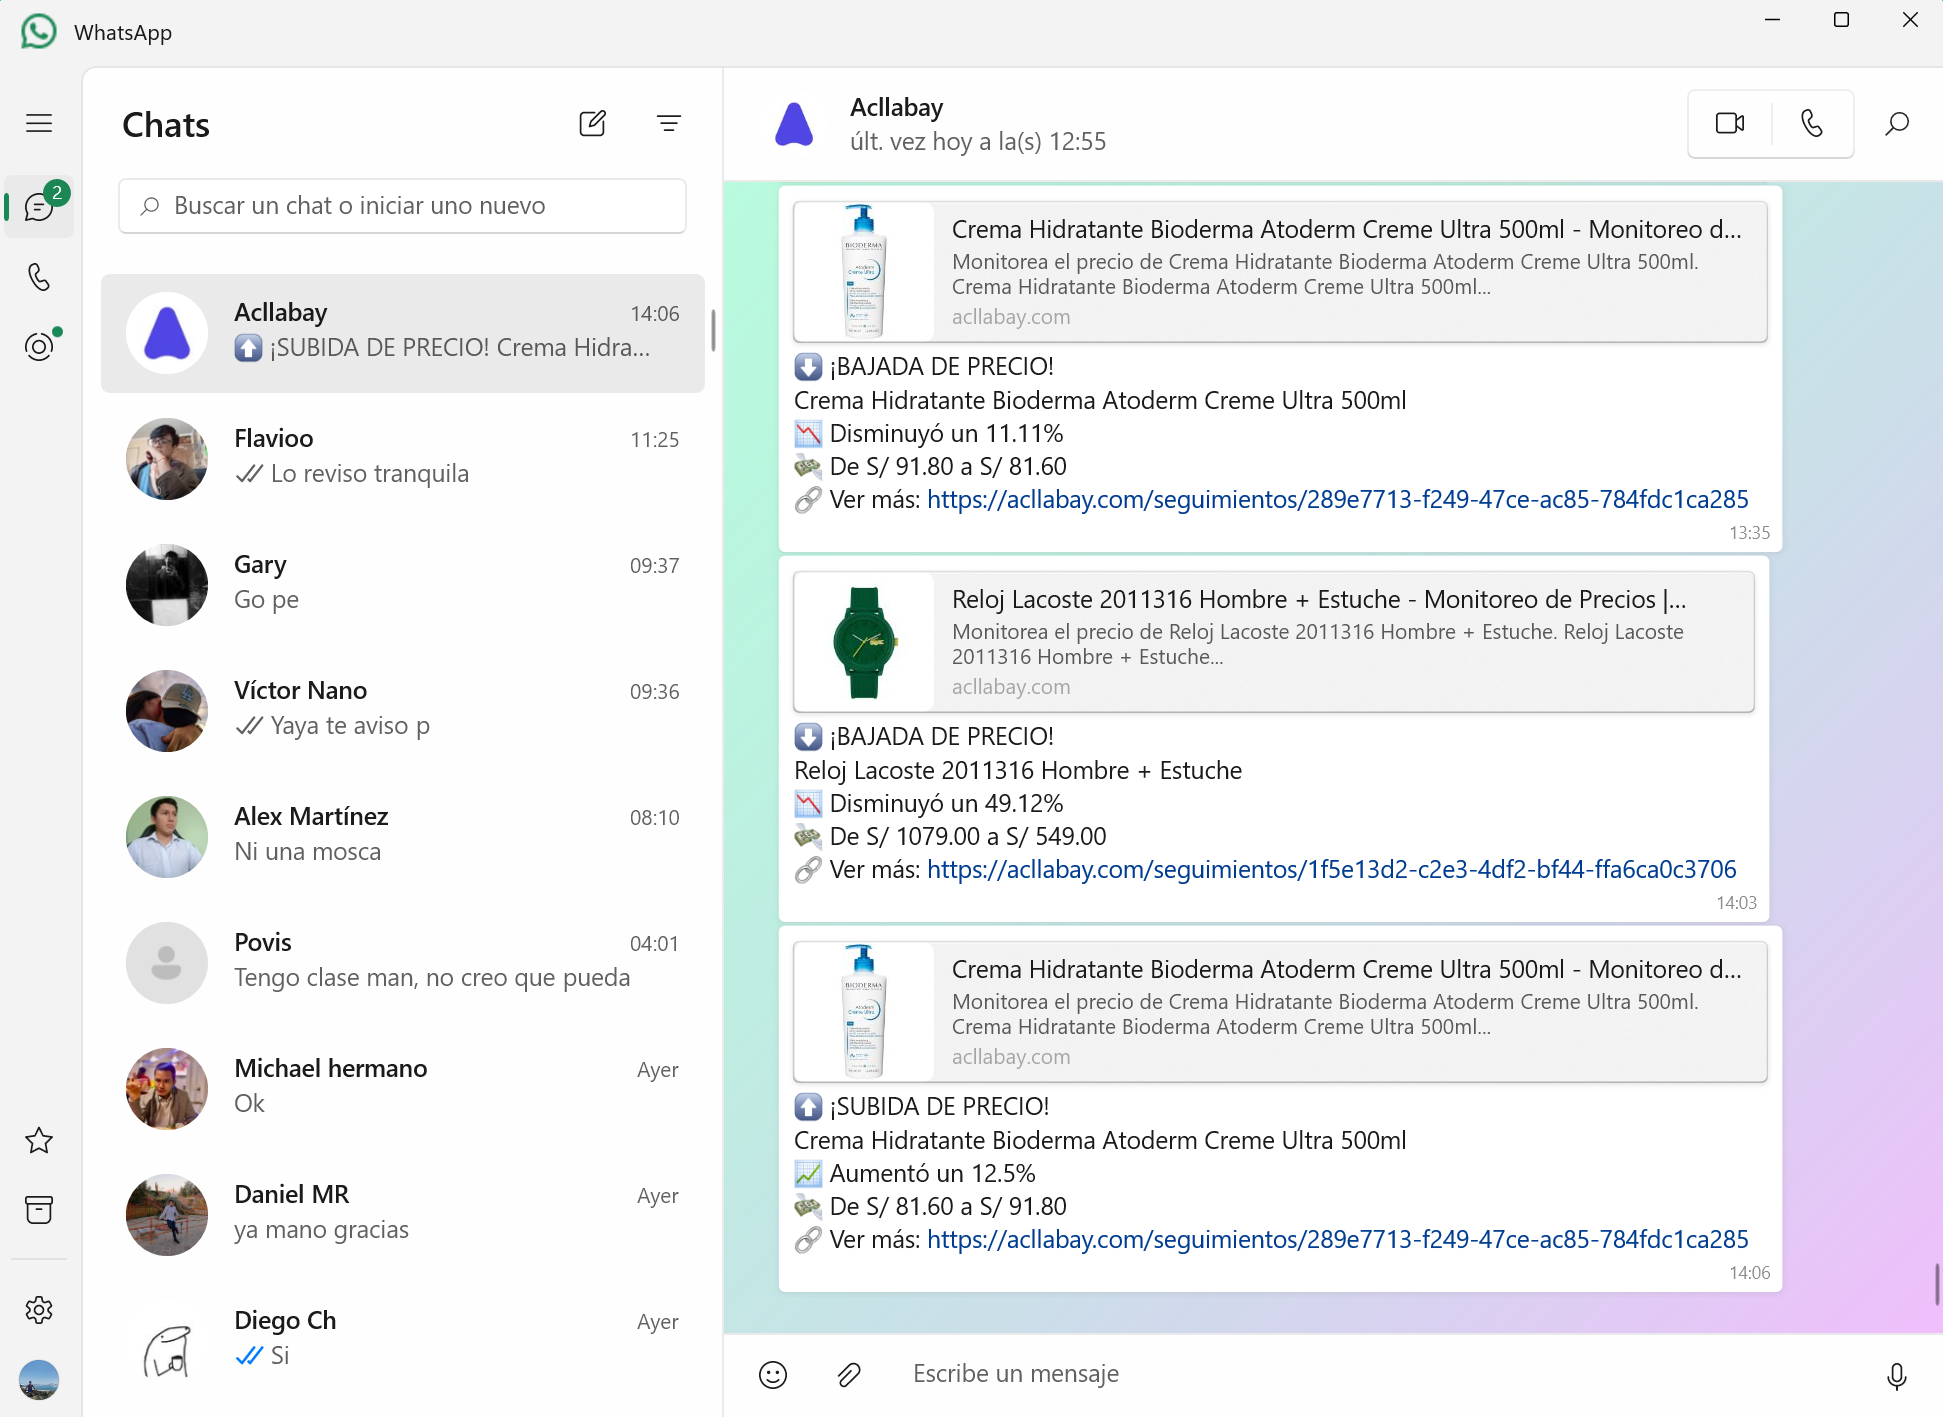 WhatsApp
2
Chats
Buscar un chat o iniciar uno nuevo
Acllabay
14:06
¡SUBIDA DE PRECIO! Crema Hidra...
Flavioo
11:25
Lo reviso tranquila
Gary
09:37
Go pe
Víctor Nano
09:36
Yaya te aviso p
Alex Martínez
08:10
Ni una mosca
Povis
04:01
Tengo clase man, no creo que pueda
Michael hermano
Ayer
Ok
Daniel MR
Ayer
ya mano gracias
Diego Ch
Ayer
Si
Acllabay
últ. vez hoy a la(s) 12:55
BIODERMA
Atoderm
Crème Ultra
Crema Hidratante Bioderma Atoderm Creme Ultra 500ml - Monitoreo d...
Monitorea el precio de Crema Hidratante Bioderma Atoderm Creme Ultra 500ml.
Crema Hidratante Bioderma Atoderm Creme Ultra 500ml...
acllabay.com
¡BAJADA DE PRECIO!
Crema Hidratante Bioderma Atoderm Creme Ultra 500ml
Disminuyó un 11.11%
De S/ 91.80 a S/ 81.60
Ver más: https://acllabay.com/seguimientos/289e7713-f249-47ce-ac85-784fdc1ca285
13:35
Reloj Lacoste 2011316 Hombre + Estuche - Monitoreo de Precios |...
Monitorea el precio de Reloj Lacoste 2011316 Hombre + Estuche. Reloj Lacoste
2011316 Hombre + Estuche...
acllabay.com
¡BAJADA DE PRECIO!
Reloj Lacoste 2011316 Hombre + Estuche
Disminuyó un 49.12%
De S/ 1079.00 a S/ 549.00
Ver más: https://acllabay.com/seguimientos/1f5e13d2-c2e3-4df2-bf44-ffa6ca0c3706
14:03
BIODERMA
Atoderm
Crème Ultra
Crema Hidratante Bioderma Atoderm Creme Ultra 500ml - Monitoreo d...
Monitorea el precio de Crema Hidratante Bioderma Atoderm Creme Ultra 500ml.
Crema Hidratante Bioderma Atoderm Creme Ultra 500ml...
acllabay.com
¡SUBIDA DE PRECIO!
Crema Hidratante Bioderma Atoderm Creme Ultra 500ml
Aumentó un 12.5%
De S/ 81.60 a S/ 91.80
Ver más: https://acllabay.com/seguimientos/289e7713-f249-47ce-ac85-784fdc1ca285
14:06
Escribe un mensaje